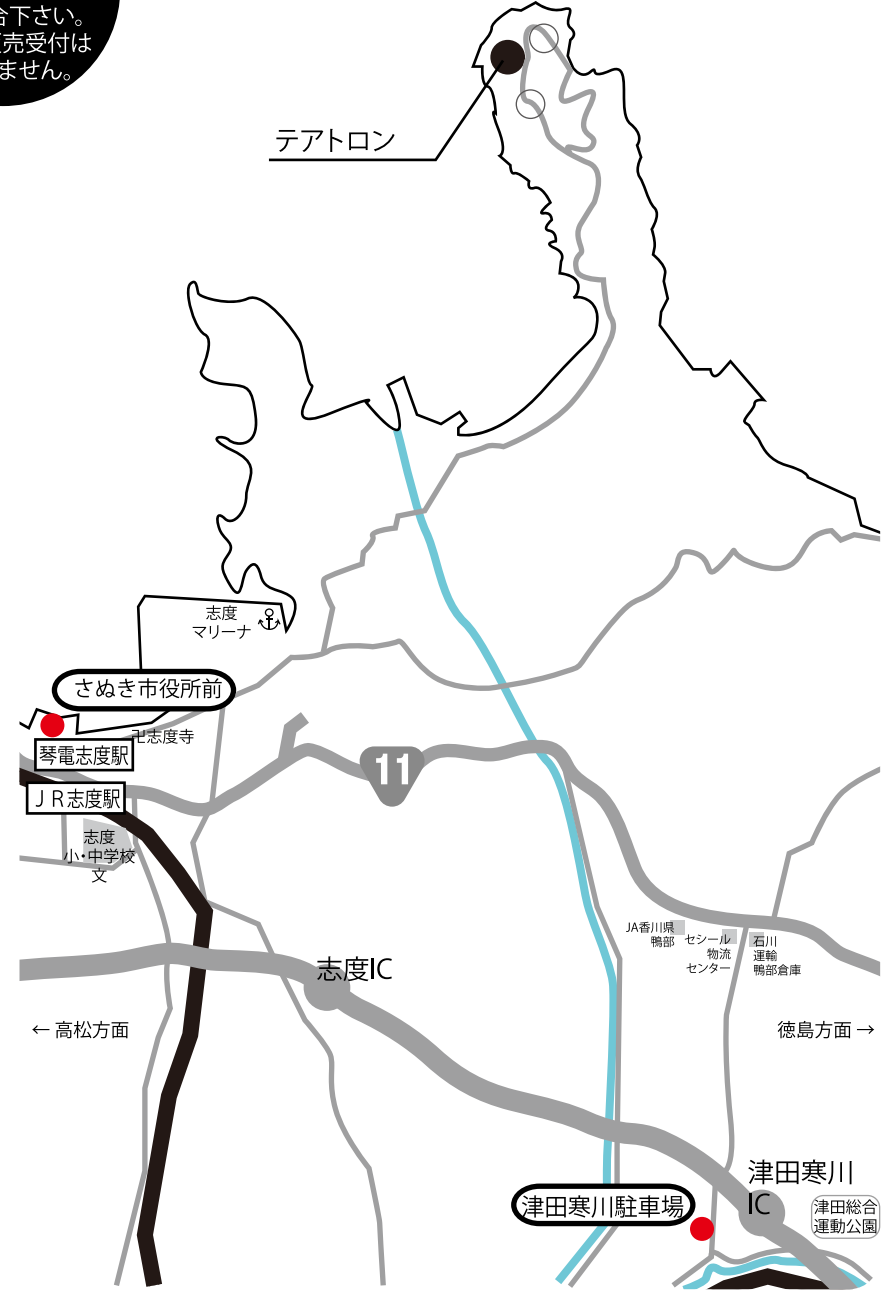 合下さい。
売受付は
ません。
テアトロン
志度
マリーナ
さぬき市役所前
卍志度寺
琴電志度駅
JR志度駅
11
志度
小・中学校
文
JA香川県
鴨部
セシール
物流
センター
石川
運輸
鴨部倉庫
志度IC
← 高松方面
徳島方面 →
津田寒川
IC
津田寒川駐車場
津田総合
運動公園